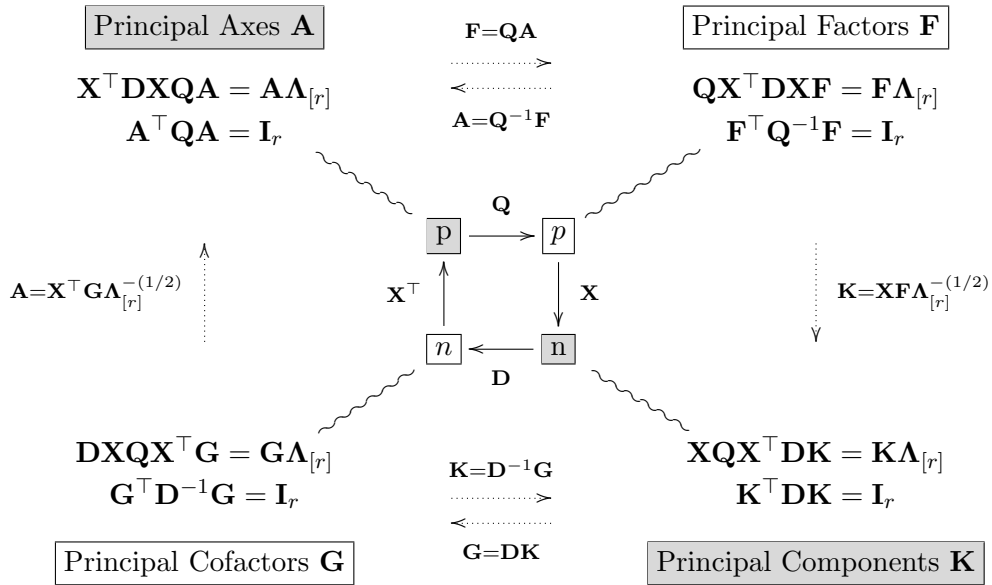 Principal Axes A
F=QA
Principal Factors F
X⊤DXQA = AΛ[r]
A⊤QA = I_r
A=Q⁻¹F
QX⊤DXF = FΛ[r]
F⊤Q⁻¹F = I_r
Q
p
p
A=X⊤GΛ[r]^−(1/2)
X⊤
X
K=XFΛ[r]^−(1/2)
n
n
D
DXQX⊤G = GΛ[r]
G⊤D⁻¹G = I_r
K=D⁻¹G
XQX⊤DK = KΛ[r]
K⊤DK = I_r
G=DK
Principal Cofactors G
Principal Components K